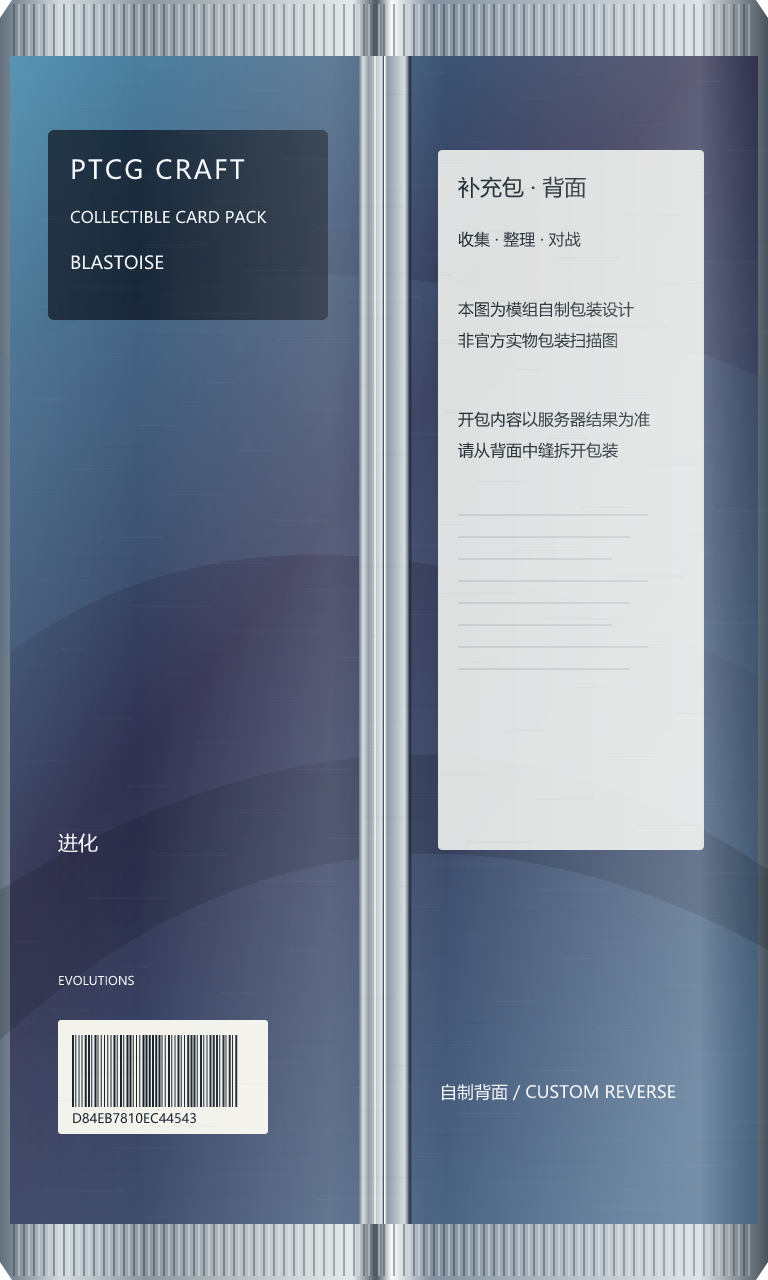 PTCG CRAFT
COLLECTIBLE CARD PACK
BLASTOISE
进化
EVOLUTIONS
D84EB7810EC44543
补充包 · 背面
收集 · 整理 · 对战
本图为模组自制包装设计
非官方实物包装扫描图
开包内容以服务器结果为准
请从背面中缝拆开包装
自制背面 / CUSTOM REVERSE